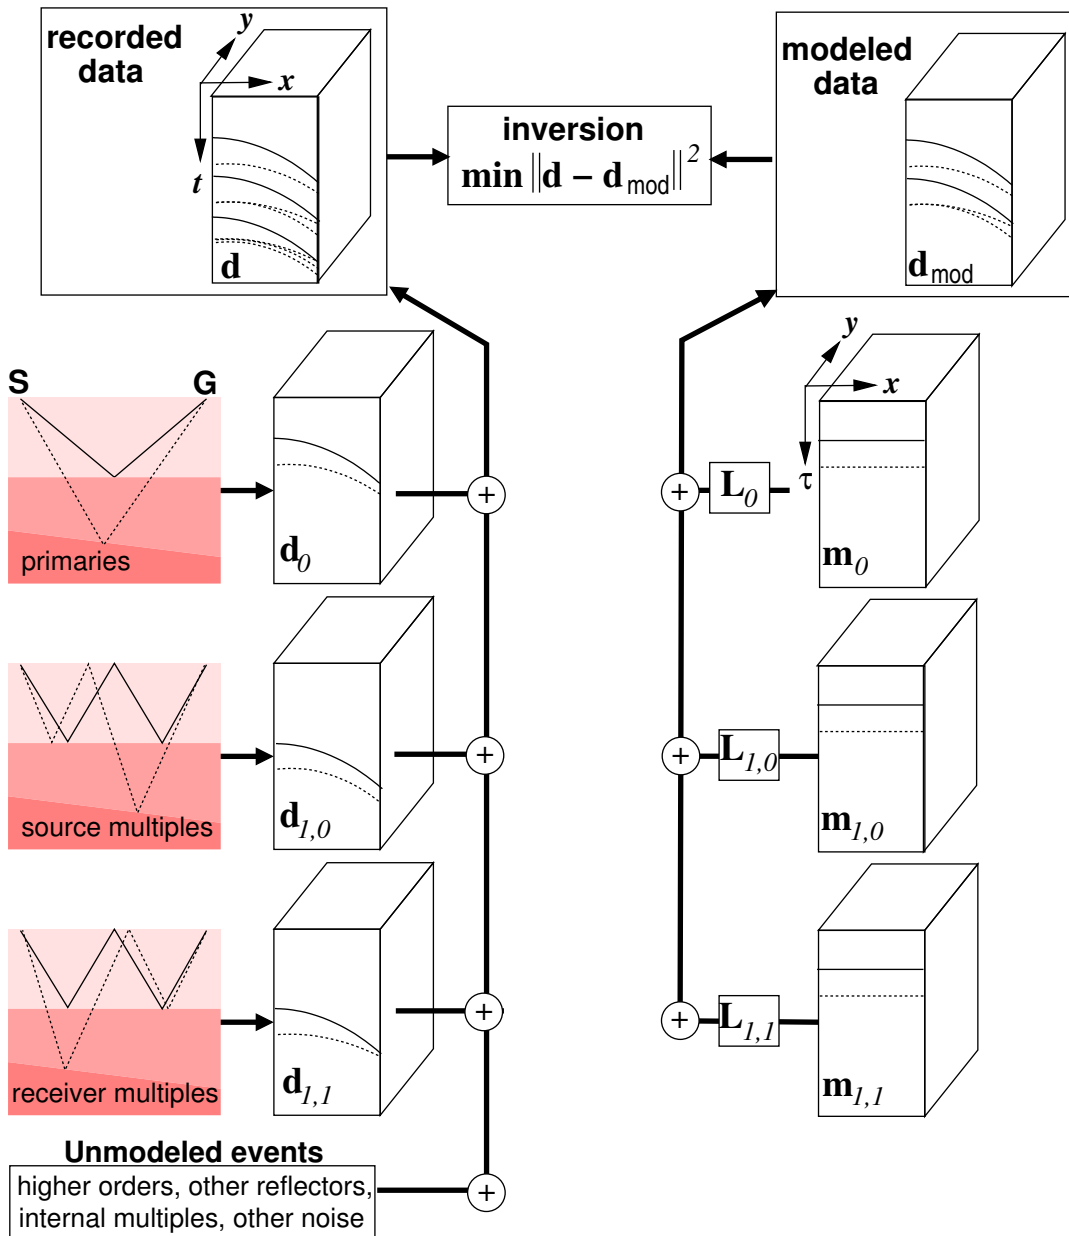 recorded
data
y
x
t
d
inversion
min ||d − d mod|| 2
modeled
data
d mod
S
G
primaries
d0
+
+
L0
y
x
τ
m0
source multiples
d1,0
+
+
L1,0
m1,0
receiver multiples
d1,1
+
+
L1,1
m1,1
Unmodeled events
higher orders, other reflectors,
internal multiples, other noise
+